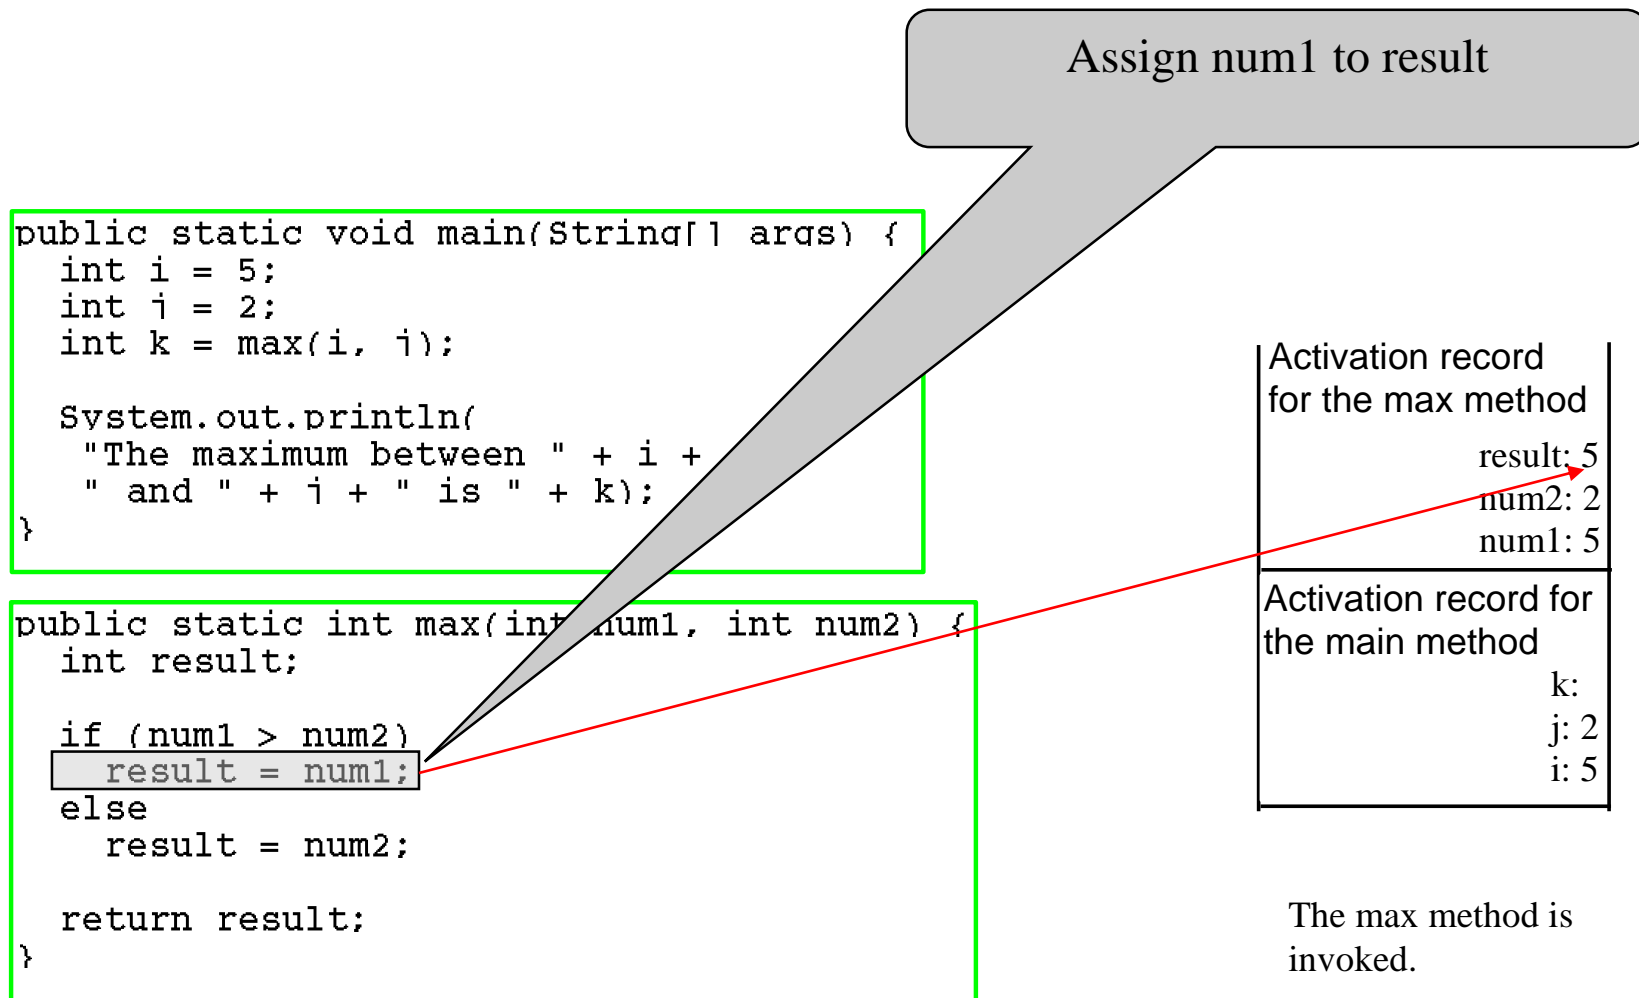 Assign num1 to result
public static void main(String[] args) {
int i = 5;
int j = 2;
int k = max(i, j);
System.out.println(
"The maximum between " + i +
" and " + j + " is " + k);
}
public static int max(int num1, int num2) {
int result;
if (num1 > num2)
result = num1;
else
result = num2;
return result;
}
Activation record
for the max method
result: 5
num2: 2
num1: 5
Activation record for
the main method
k:
j: 2
i: 5
The max method is
invoked.